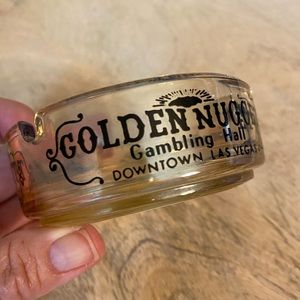 GOLDEN NUGG
Gambling Hall
DOWNTOWN LAS VEGAS